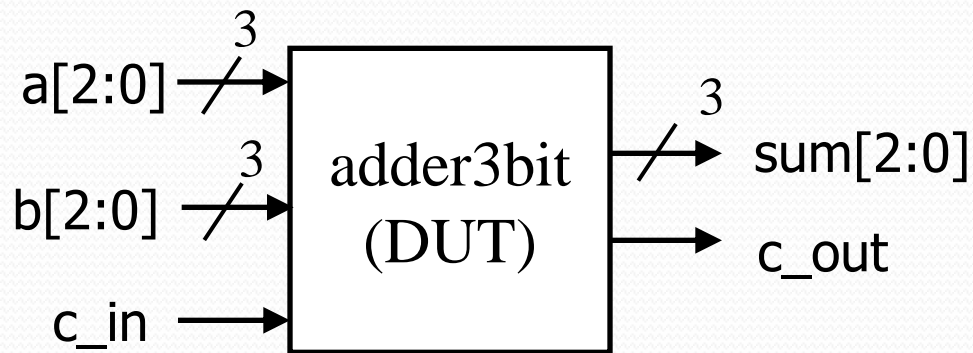 3
a[2:0]
3
b[2:0]
c_in
adder3bit
(DUT)
3
sum[2:0]
c_out